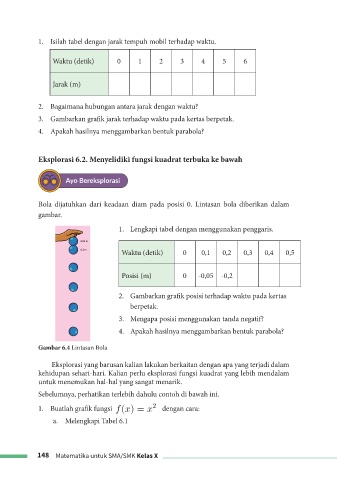 1. Isilah tabel dengan jarak tempuh mobil terhadap waktu.
Waktu (detik) 0 1 2 3 4 5 6
Jarak (m)
2. Bagaimana hubungan antara jarak dengan waktu?
3. Gambarkan grafik jarak terhadap waktu pada kertas berpetak.
4. Apakah hasilnya menggambarkan bentuk parabola?
Eksplorasi 6.2. Menyelidiki fungsi kuadrat terbuka ke bawah
Ayo Bereksplorasi
Bola dijatuhkan dari keadaan diam pada posisi 0. Lintasan bola diberikan dalam
gambar.
1. Lengkapi tabel dengan menggunakan penggaris.
Waktu (detik) 0 0,1 0,2 0,3 0,4 0,5
Posisi (m) 0 -0,05 -0,2
2. Gambarkan grafik posisi terhadap waktu pada kertas
berpetak.
3. Mengapa posisi menggunakan tanda negatif?
4. Apakah hasilnya menggambarkan bentuk parabola?
Gambar 6.4 Lintasan Bola
Eksplorasi yang barusan kalian lakukan berkaitan dengan apa yang terjadi dalam
kehidupan sehari-hari. Kalian perlu eksplorasi fungsi kuadrat yang lebih mendalam
untuk menemukan hal-hal yang sangat menarik.
Sebelumnya, perhatikan terlebih dahulu contoh di bawah ini.
1. Buatlah grafik fungsi f(x) = x² dengan cara:
a. Melengkapi Tabel 6.1
148 Matematika untuk SMA/SMK Kelas X